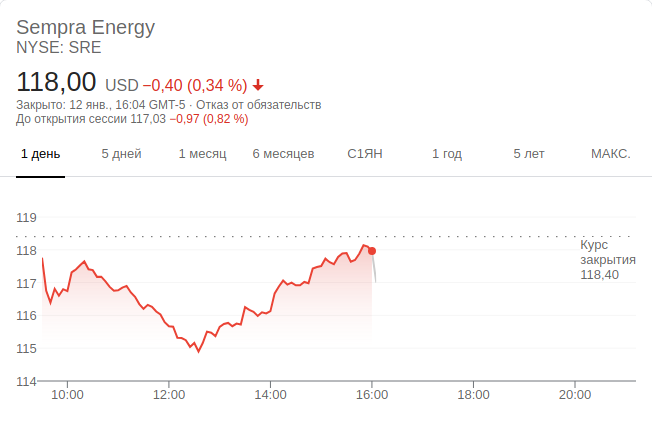 Sempra Energy
NYSE: SRE
118,00 USD −0,40 (0,34 %)
Закрыто: 12 янв., 16:04 GMT-5 · Отказ от обязательств
До открытия сессии 117,03 −0,97 (0,82 %)
1 день 5 дней 1 месяц 6 месяцев С1ЯН 1 год 5 лет МАКС.
119
Курс
118
закрытия
118,40
117
116
115
114
10:00 12:00 14:00 16:00 18:00 20:00